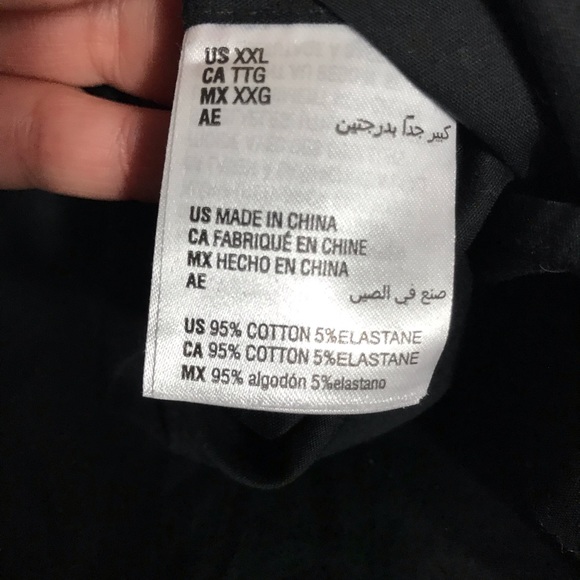 US XXL
CA TTG
MX XXG
AE
كبير جداً بدرجتين
US MADE IN CHINA
CA FABRIQUÉ EN CHINE
MX HECHO EN CHINA
AE
صنع في الصين
US 95% COTTON 5%ELASTANE
CA 95% COTTON 5%ELASTANE
MX 95% algodón 5%elastano